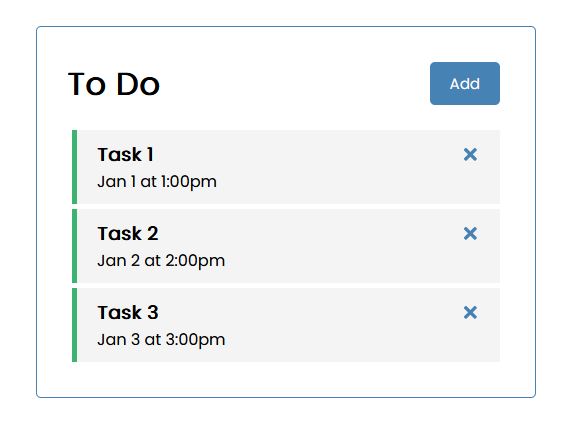 To Do
Add
Task 1
Jan 1 at 1:00pm
Task 2
Jan 2 at 2:00pm
Task 3
Jan 3 at 3:00pm